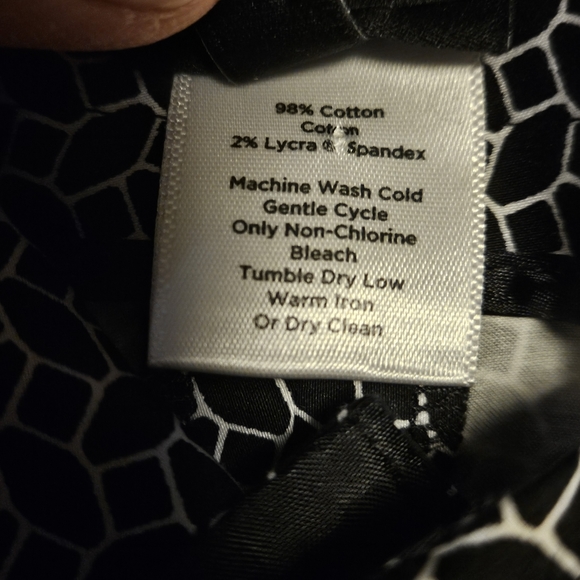 98% Cotton
Cotton
2% Lycra ® Spandex
Machine Wash Cold
Gentle Cycle
Only Non-Chlorine
Bleach
Tumble Dry Low
Warm Iron
Or Dry Clean